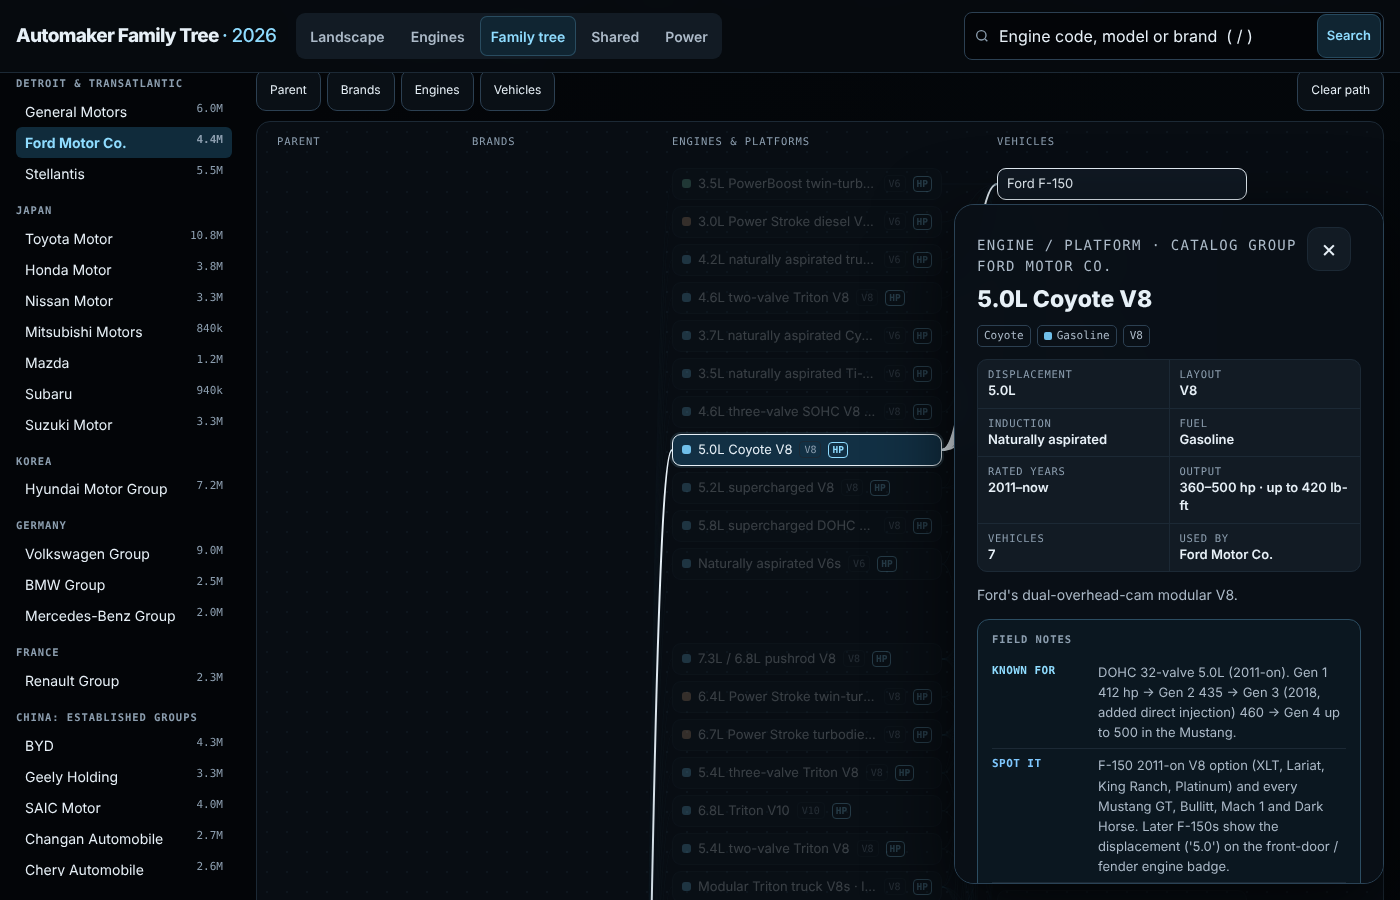 Automaker Family Tree · 2026
Landscape
Engines
Family tree
Shared
Power
Engine code, model or brand ( / )
Search
DETROIT & TRANSATLANTIC
General Motors 6.0M
Ford Motor Co. 4.4M
Stellantis 5.5M
JAPAN
Toyota Motor 10.8M
Honda Motor 3.8M
Nissan Motor 3.3M
Mitsubishi Motors 840k
Mazda 1.2M
Subaru 940k
Suzuki Motor 3.3M
KOREA
Hyundai Motor Group 7.2M
GERMANY
Volkswagen Group 9.0M
BMW Group 2.5M
Mercedes-Benz Group 2.0M
FRANCE
Renault Group 2.3M
CHINA: ESTABLISHED GROUPS
BYD 4.3M
Geely Holding 3.3M
SAIC Motor 4.0M
Changan Automobile 2.7M
Chery Automobile 2.6M
Parent
Brands
Engines
Vehicles
Clear path
PARENT
BRANDS
ENGINES & PLATFORMS
VEHICLES
3.5L PowerBoost twin-turb... V6 HP
3.0L Power Stroke diesel V... V6 HP
4.2L naturally aspirated tru... V6 HP
4.6L two-valve Triton V8 V8 HP
3.7L naturally aspirated Cy... V6 HP
3.5L naturally aspirated Ti-... V6 HP
4.6L three-valve SOHC V8 ... V8 HP
5.0L Coyote V8 V8 HP
5.2L supercharged V8 V8 HP
5.8L supercharged DOHC ... V8 HP
Naturally aspirated V6s V6 HP
7.3L / 6.8L pushrod V8 V8 HP
6.4L Power Stroke twin-tur... V8 HP
6.7L Power Stroke turbodie... V8 HP
5.4L three-valve Triton V8 V8 HP
6.8L Triton V10 V10 HP
5.4L two-valve Triton V8 V8 HP
Modular Triton truck V8s · I... V8 HP
Ford F-150
ENGINE / PLATFORM · CATALOG GROUP
FORD MOTOR CO.
5.0L Coyote V8
Coyote
Gasoline
V8
DISPLACEMENT
5.0L
LAYOUT
V8
INDUCTION
Naturally aspirated
FUEL
Gasoline
RATED YEARS
2011–now
OUTPUT
360–500 hp · up to 420 lb-
ft
VEHICLES
7
USED BY
Ford Motor Co.
Ford's dual-overhead-cam modular V8.
FIELD NOTES
KNOWN FOR
DOHC 32-valve 5.0L (2011-on). Gen 1
412 hp → Gen 2 435 → Gen 3 (2018,
added direct injection) 460 → Gen 4 up
to 500 in the Mustang.
SPOT IT
F-150 2011-on V8 option (XLT, Lariat,
King Ranch, Platinum) and every
Mustang GT, Bullitt, Mach 1 and Dark
Horse. Later F-150s show the
displacement ('5.0') on the front-door /
fender engine badge.